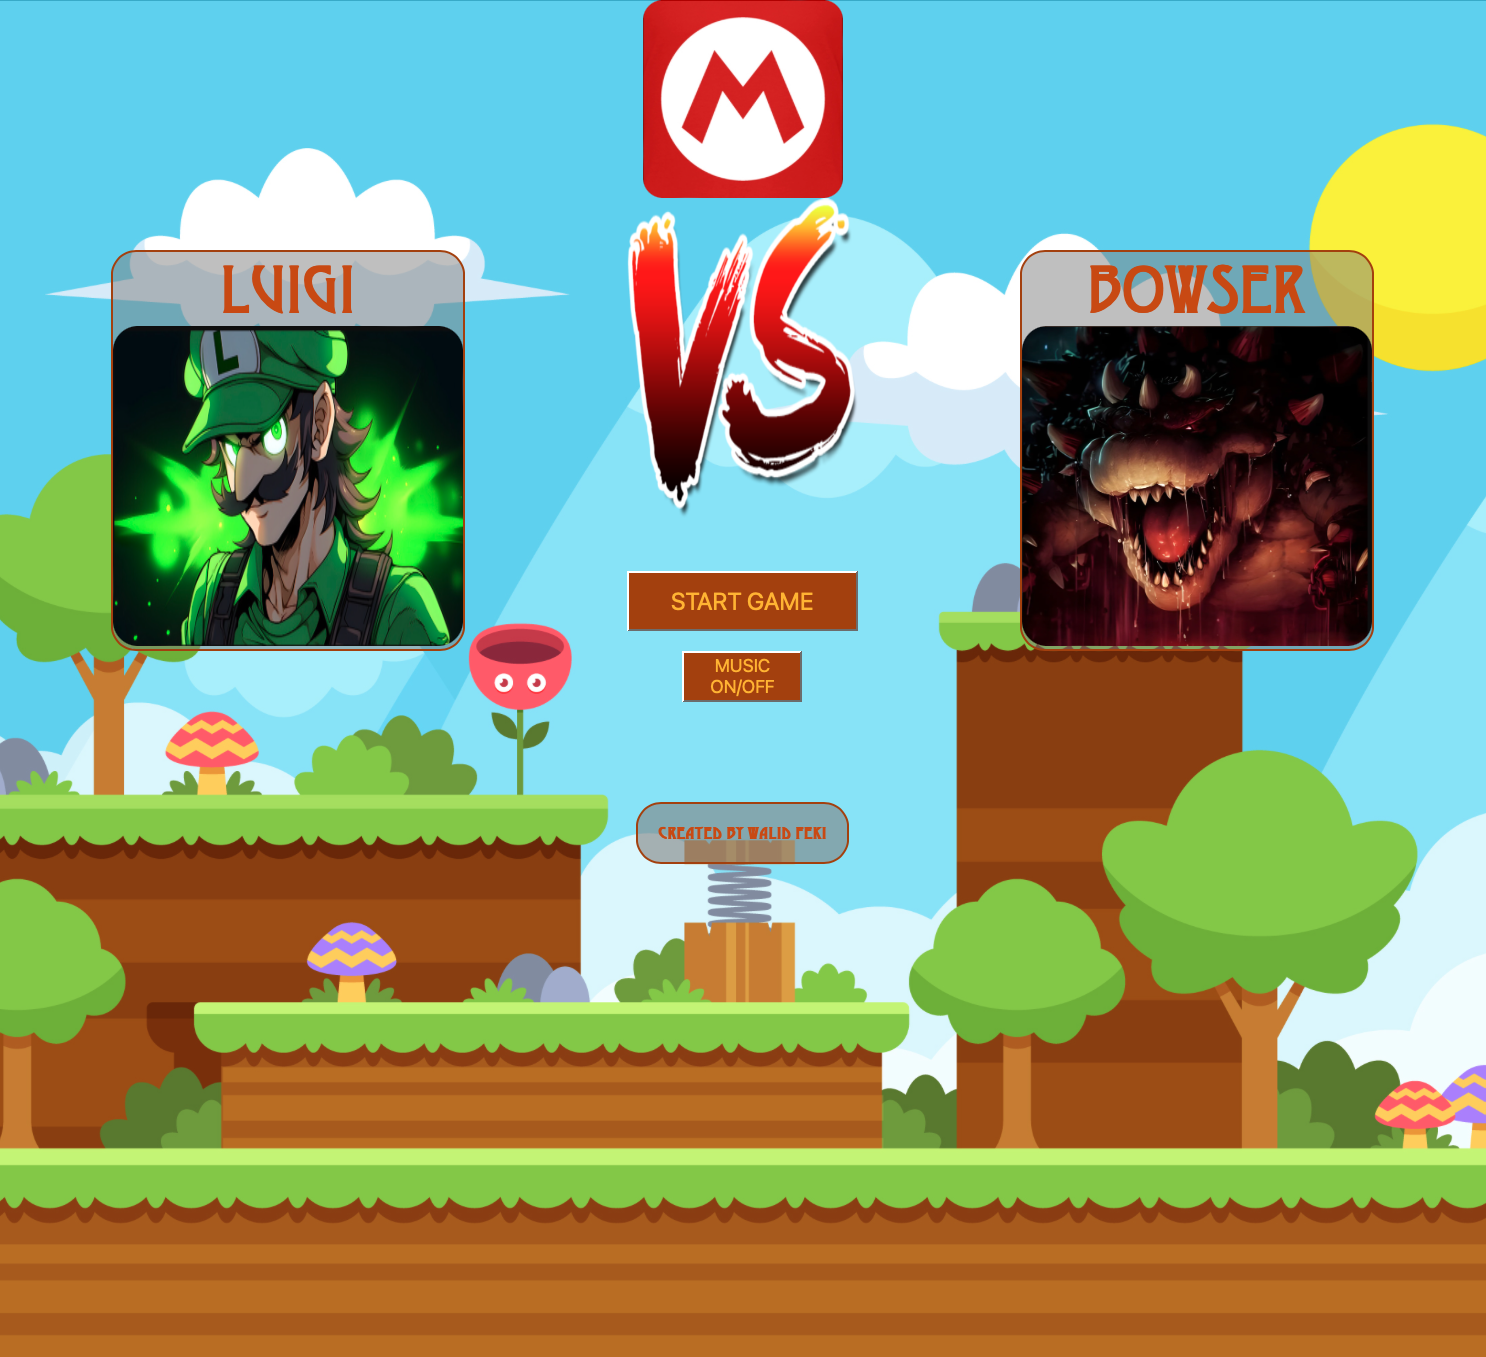 M
VS
LUIGI
L
BOWSER
START GAME
MUSIC
ON/OFF
CREATED BY WALID FEKI